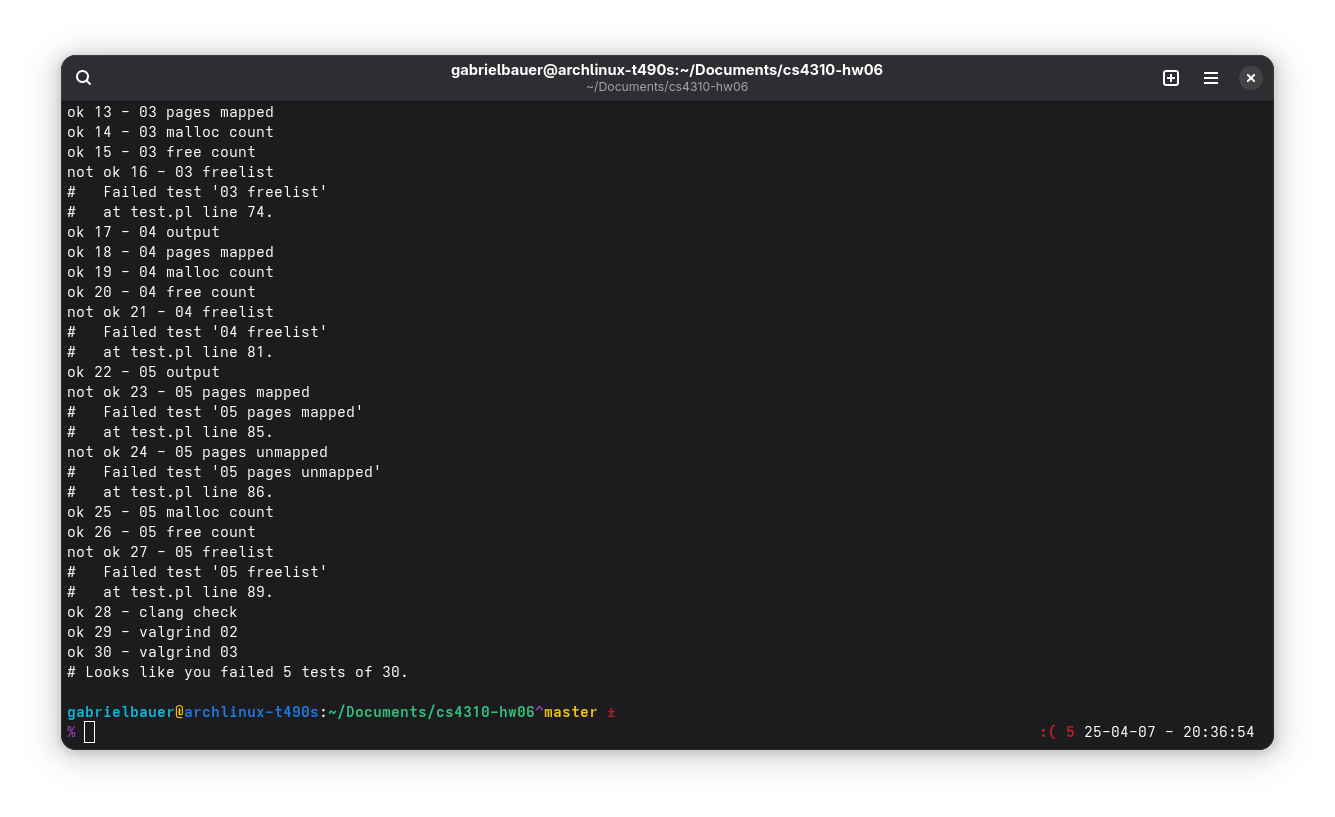 gabrielbauer@archlinux-t490s:~/Documents/cs4310-hw06
~/Documents/cs4310-hw06
ok 13 - 03 pages mapped
ok 14 - 03 malloc count
ok 15 - 03 free count
not ok 16 - 03 freelist
#   Failed test '03 freelist'
#   at test.pl line 74.
ok 17 - 04 output
ok 18 - 04 pages mapped
ok 19 - 04 malloc count
ok 20 - 04 free count
not ok 21 - 04 freelist
#   Failed test '04 freelist'
#   at test.pl line 81.
ok 22 - 05 output
not ok 23 - 05 pages mapped
#   Failed test '05 pages mapped'
#   at test.pl line 85.
not ok 24 - 05 pages unmapped
#   Failed test '05 pages unmapped'
#   at test.pl line 86.
ok 25 - 05 malloc count
ok 26 - 05 free count
not ok 27 - 05 freelist
#   Failed test '05 freelist'
#   at test.pl line 89.
ok 28 - clang check
ok 29 - valgrind 02
ok 30 - valgrind 03
# Looks like you failed 5 tests of 30.
gabrielbauer@archlinux-t490s:~/Documents/cs4310-hw06^master ±
% :( 5 25-04-07 - 20:36:54